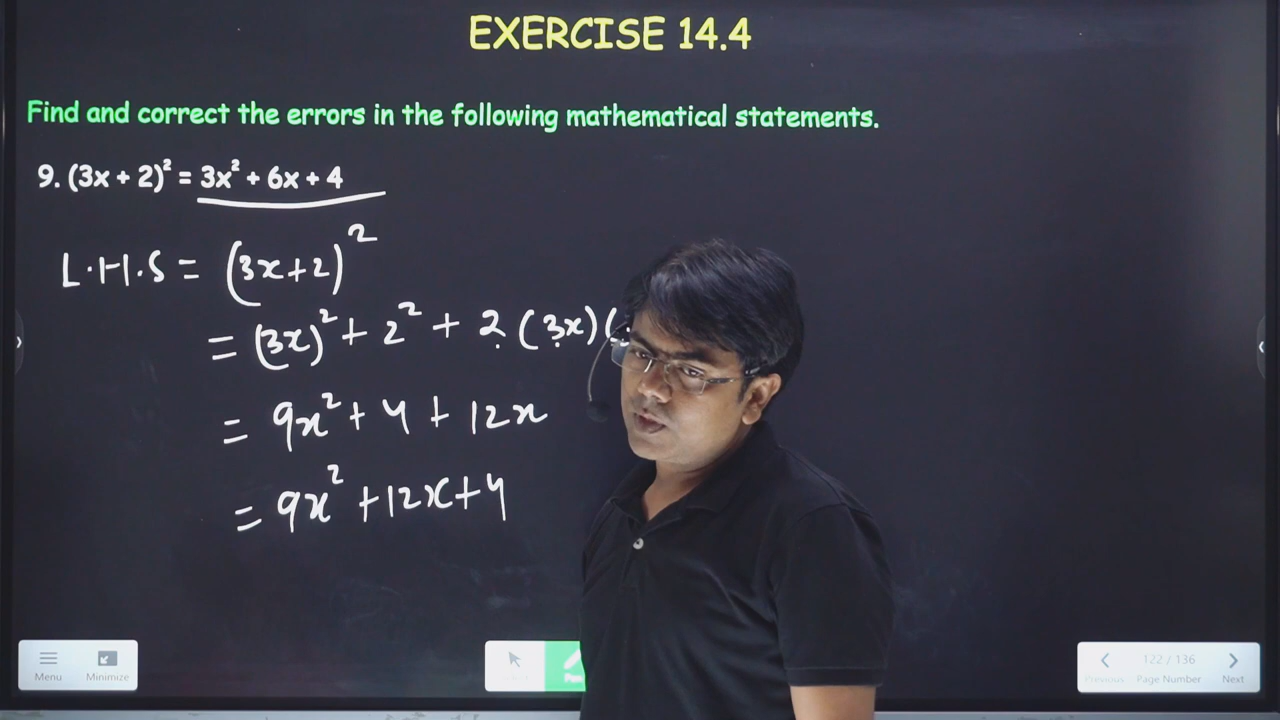 EXERCISE 14.4
Find and correct the errors in the following mathematical statements.
9. (3x + 2)² = 3x² + 6x + 4
L.H.S = (3x+2)²
= (3x)² + 2² + 2 (3x)(
= 9x² + 4 + 12x
= 9x² + 12x + 4
Menu
Minimize
Previous
122 / 136
Page Number
Next